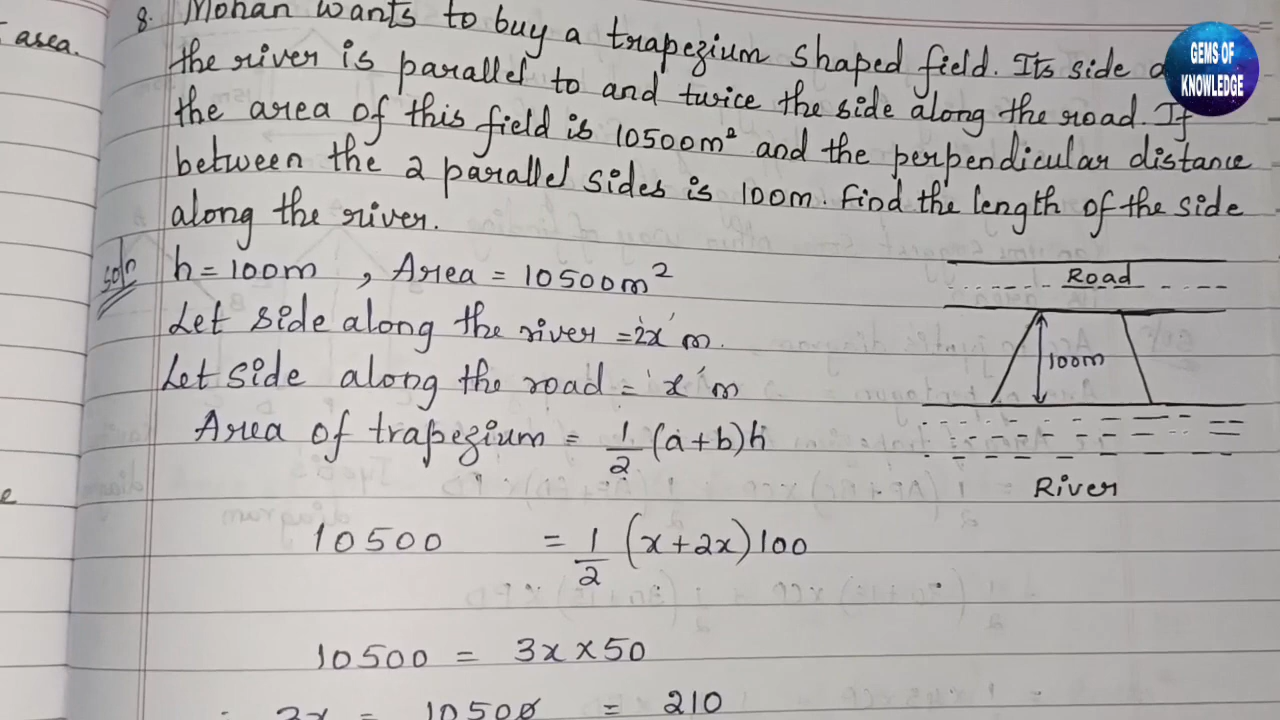 area.
8. Mohan wants to buy a trapezium shaped field. Its side a
the river is parallel to and twice the side along the road. If
the area of this field is 10500m² and the perpendicular distance
between the 2 parallel sides is 100m. Find the length of the side
along the river.
GEMS OF
KNOWLEDGE
Soln
h = 100m , Area = 10500m²
Let side along the river = '2x' m.
Let side along the road = 'x' m
Area of trapezium = 1/2 (a+b)h
Road
100m
River
e
10500 = 1/2 (x+2x)100
10500 = 3x × 50
3x = 10500 = 210